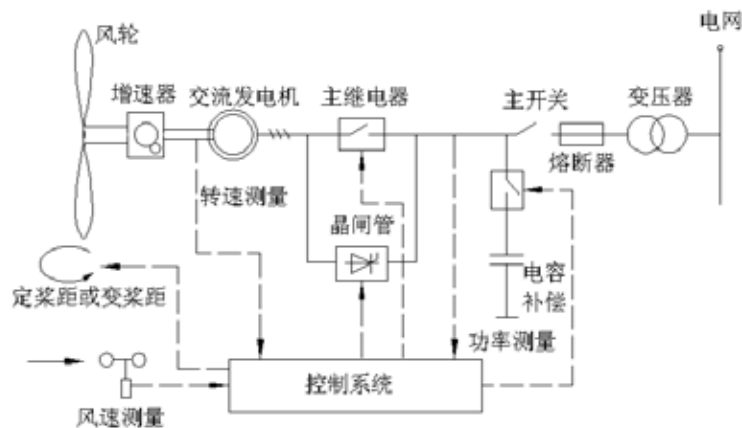 电网
风轮
增速器
交流发电机
主继电器
主开关
变压器
熔断器
转速测量
晶闸管
电容
补偿
定桨距或变桨距
功率测量
控制系统
风速测量